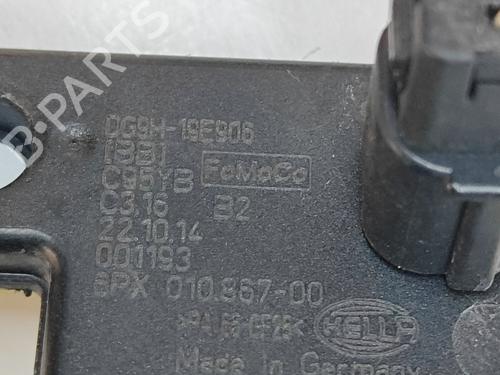 DG9H-19E906
(BB)
C95YB FoMoCo
C3.16 B2
22.10.14
001193
6PX 010.967-00
HELLA
Made in Germany
B-PARTS